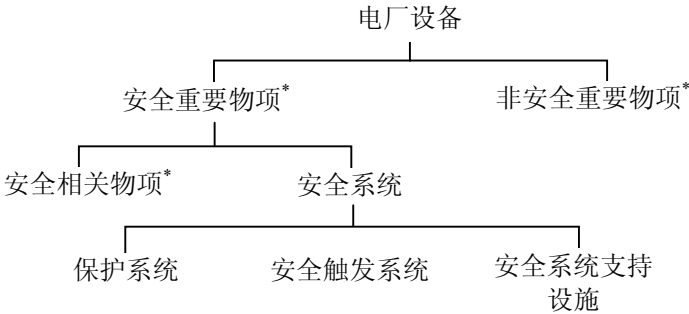 电厂设备
安全重要物项*
非安全重要物项*
安全相关物项*
安全系统
保护系统
安全触发系统
安全系统支持
设施